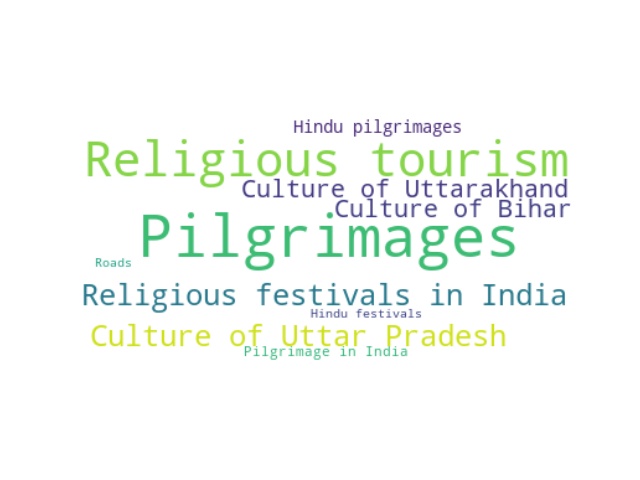 Hindu pilgrimages
Religious tourism
Culture of Uttarakhand
Culture of Bihar
Pilgrimages
Roads
Religious festivals in India
Hindu festivals
Culture of Uttar Pradesh
Pilgrimage in India